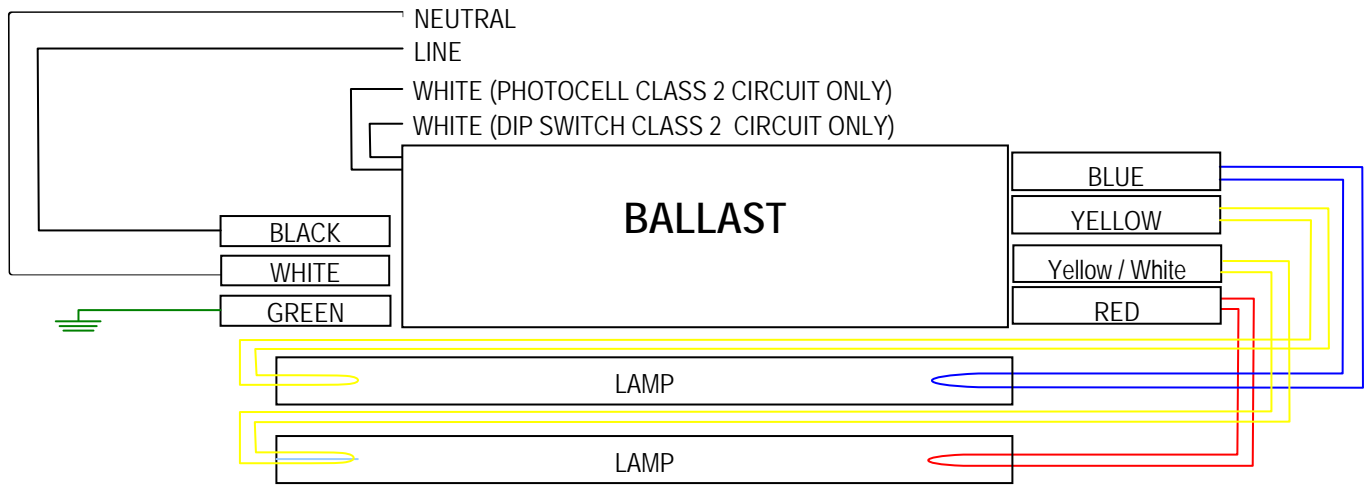 NEUTRAL
LINE
WHITE (PHOTOCELL CLASS 2 CIRCUIT ONLY)
WHITE (DIP SWITCH CLASS 2 CIRCUIT ONLY)
BALLAST
BLACK
WHITE
GREEN
BLUE
YELLOW
Yellow / White
RED
LAMP
LAMP